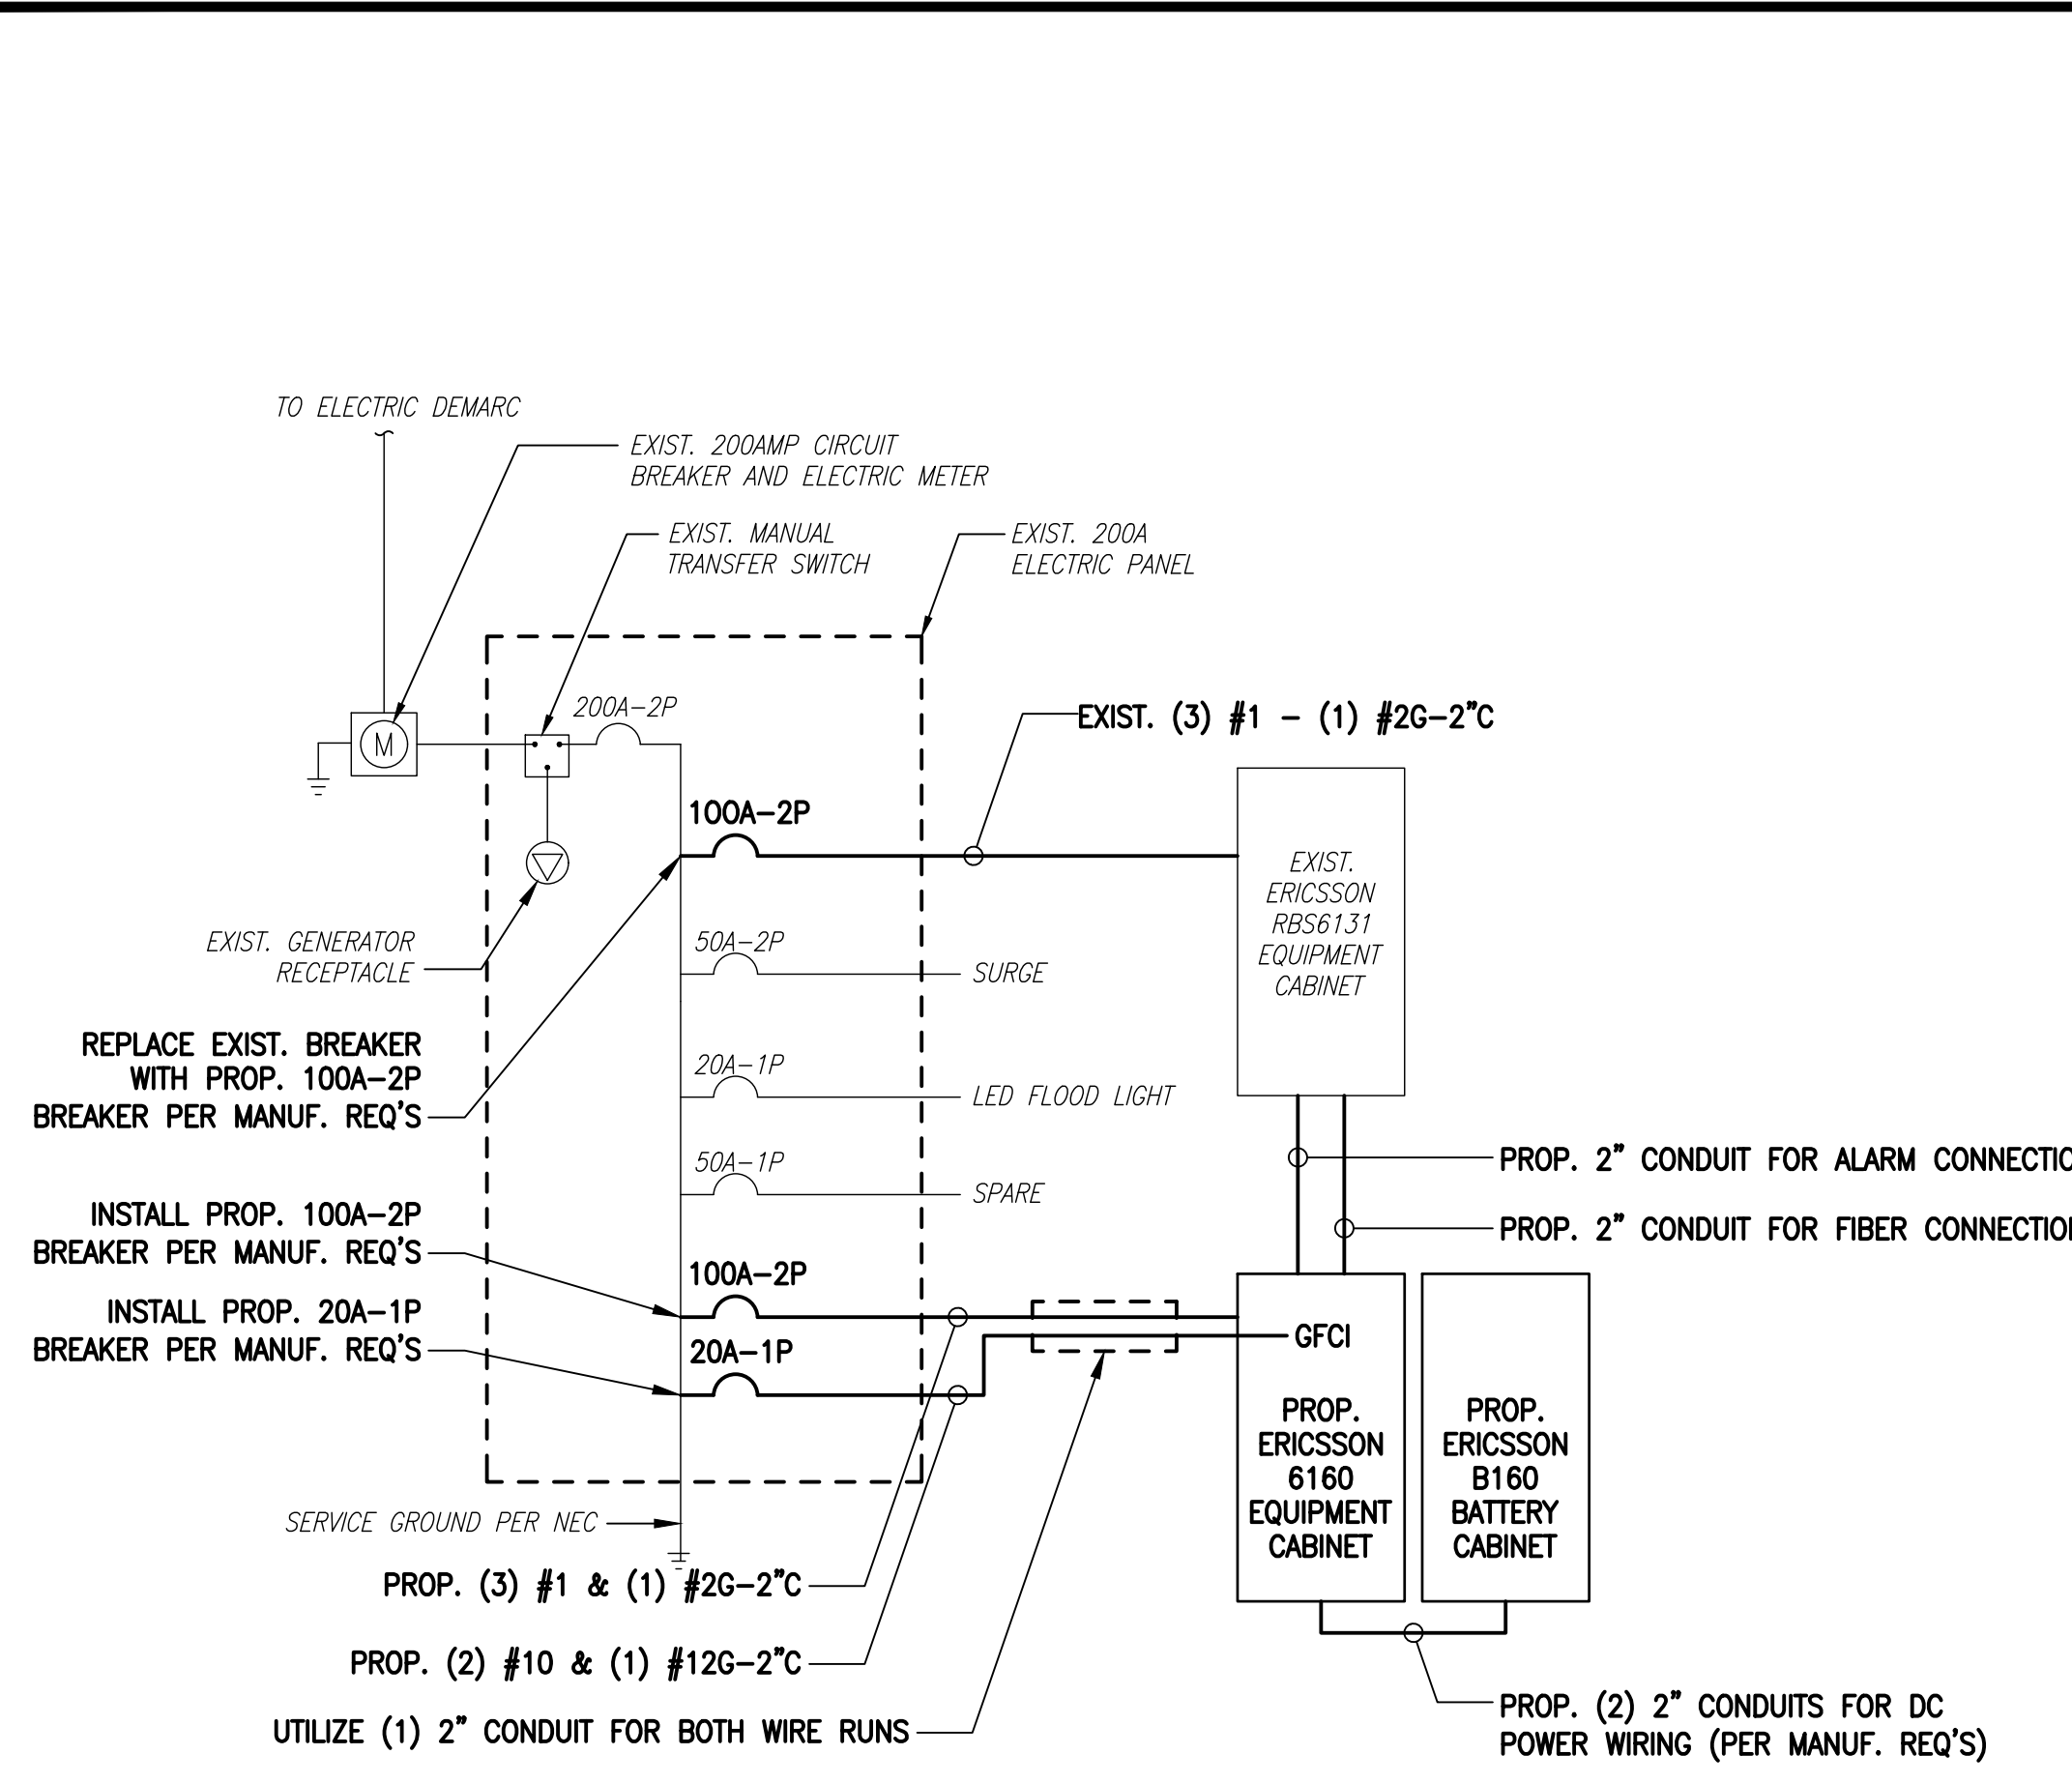 TO ELECTRIC DEMARC
EXIST. 200AMP CIRCUIT
BREAKER AND ELECTRIC METER
EXIST. MANUAL
TRANSFER SWITCH
EXIST. 200A
ELECTRIC PANEL
200A-2P
M
EXIST. (3) #1 - (1) #2G-2"C
100A-2P
EXIST.
ERICSSON
RBS6131
EQUIPMENT
CABINET
EXIST. GENERATOR
RECEPTACLE
50A-2P
SURGE
REPLACE EXIST. BREAKER
WITH PROP. 100A-2P
BREAKER PER MANUF. REQ'S
20A-1P
LED FLOOD LIGHT
50A-1P
SPARE
PROP. 2" CONDUIT FOR ALARM
PROP. 2" CONDUIT FOR FIBER
INSTALL PROP. 100A-2P
BREAKER PER MANUF. REQ'S
100A-2P
INSTALL PROP. 20A-1P
BREAKER PER MANUF. REQ'S
20A-1P
GFCI
PROP.
ERICSSON
6160
EQUIPMENT
CABINET
PROP.
ERICSSON
B160
BATTERY
CABINET
SERVICE GROUND PER NEC
PROP. (3) #1 & (1) #2G-2"C
PROP. (2) #10 & (1) #12G-2"C
UTILIZE (1) 2" CONDUIT FOR BOTH WIRE RUNS
PROP. (2) 2" CONDUITS FOR DC
POWER WIRING (PER MANUF. REQ'S)